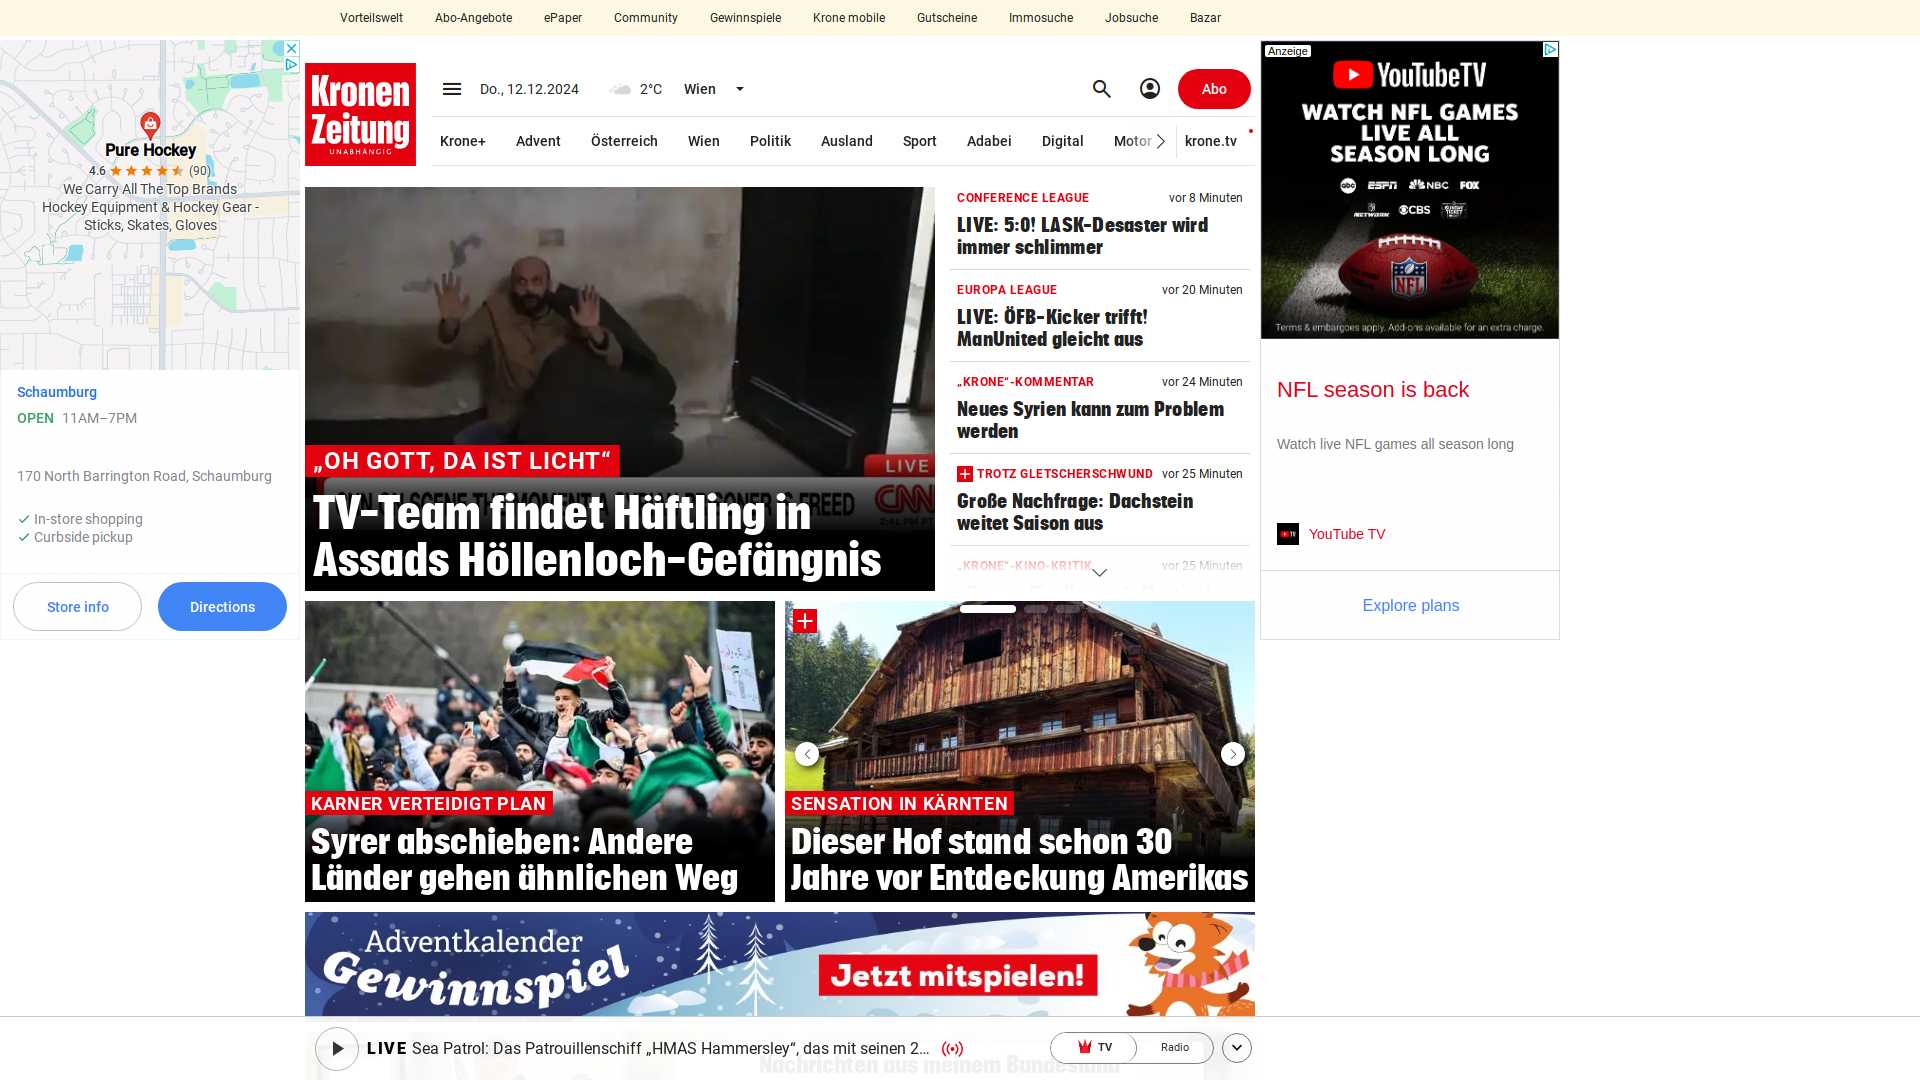 Vorteilswelt Abo-Angebote ePaper Community Gewinnspiele Krone mobile Gutscheine Immosuche Jobsuche Bazar
Kronen
Zeitung
UNABHÄNGIG
Do., 12.12.2024 2°C Wien
Abo
Krone+ Advent Österreich Wien Politik Ausland Sport Adabei Digital Motor krone.tv
Pure Hockey
4.6 (90)
We Carry All The Top Brands
Hockey Equipment & Hockey Gear -
Sticks, Skates, Gloves
Schaumburg
OPEN 11AM–7PM
170 North Barrington Road, Schaumburg
In-store shopping
Curbside pickup
Store info
Directions
„OH GOTT, DA IST LICHT“
LIVE
CNN
2:41 PM PT
TV-Team findet Häftling in
Assads Höllenloch-Gefängnis
CONFERENCE LEAGUE vor 8 Minuten
LIVE: 5:0! LASK-Desaster wird
immer schlimmer
EUROPA LEAGUE vor 20 Minuten
LIVE: ÖFB-Kicker trifft!
ManUnited gleicht aus
„KRONE“-KOMMENTAR vor 24 Minuten
Neues Syrien kann zum Problem
werden
TROTZ GLETSCHERSCHWUND vor 25 Minuten
Große Nachfrage: Dachstein
weitet Saison aus
„KRONE“-KINO-KRITIK vor 25 Minuten
KARNER VERTEIDIGT PLAN
Syrer abschieben: Andere
Länder gehen ähnlichen Weg
SENSATION IN KÄRNTEN
Dieser Hof stand schon 30
Jahre vor Entdeckung Amerikas
Adventkalender
Gewinnspiel
Jetzt mitspielen!
Anzeige
YouTubeTV
WATCH NFL GAMES
LIVE ALL
SEASON LONG
abc ESPN NBC FOX
NETWORK CBS
NFL
Terms & embargoes apply. Add-ons available for an extra charge.
NFL season is back
Watch live NFL games all season long
YouTube TV
Explore plans
LIVE Sea Patrol: Das Patrouillenschiff „HMAS Hammersley“, das mit seinen 2...
TV
Radio
Nachrichten aus meinem Bundesland